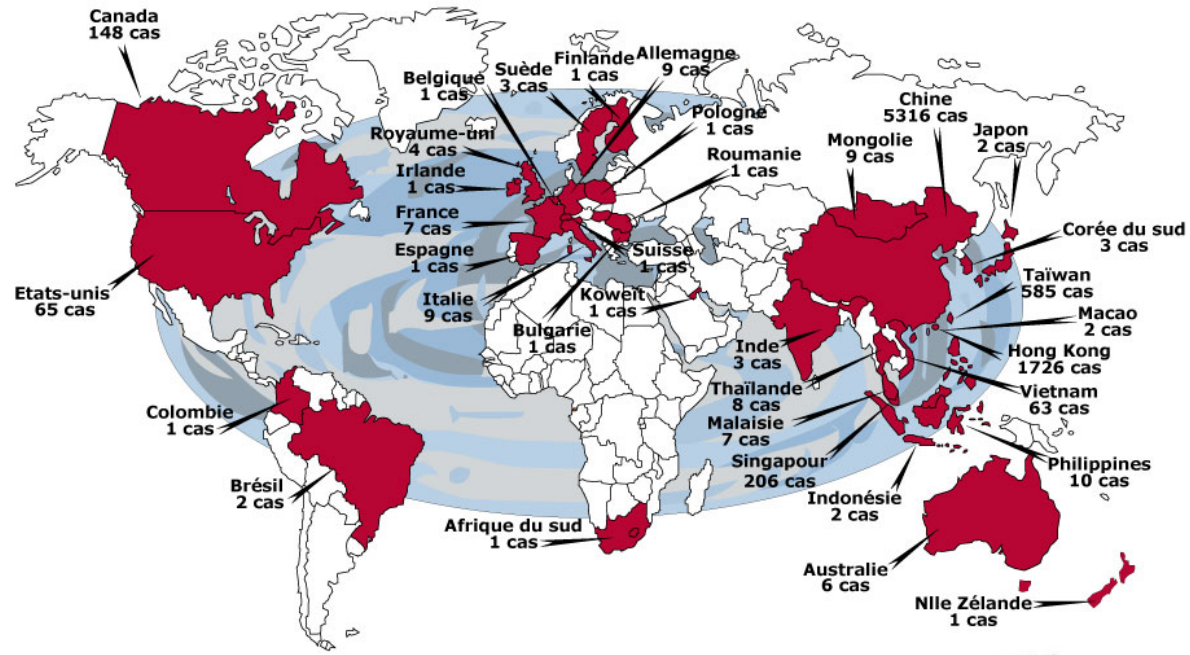 Canada
148 cas
Belgique
1 cas
Suède
3 cas
Finlande
1 cas
Allemagne
9 cas
Pologne
1 cas
Royaume-uni
4 cas
Irlande
1 cas
France
7 cas
Espagne
1 cas
Italie
9 cas
Bulgarie
1 cas
Suisse
1 cas
Koweït
1 cas
Roumanie
1 cas
Chine
5316 cas
Mongolie
9 cas
Japon
2 cas
Corée du sud
3 cas
Taïwan
585 cas
Macao
2 cas
Hong Kong
1726 cas
Vietnam
63 cas
Inde
3 cas
Thaïlande
8 cas
Malaisie
7 cas
Singapour
206 cas
Indonésie
2 cas
Philippines
10 cas
Etats-unis
65 cas
Colombie
1 cas
Brésil
2 cas
Afrique du sud
1 cas
Australie
6 cas
Nlle Zélande
1 cas